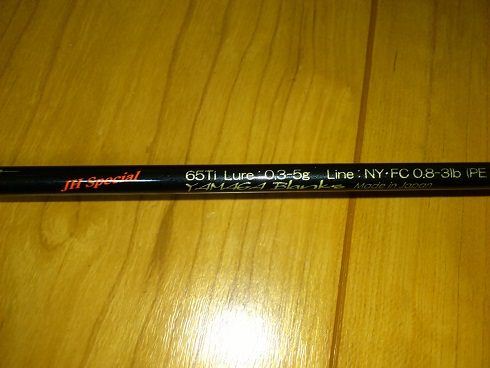 JH Special
65Ti Lure : 0.3-5g Line : NY・FC 0.8-3lb (PE
YAMAGA Blanks Made in Japan